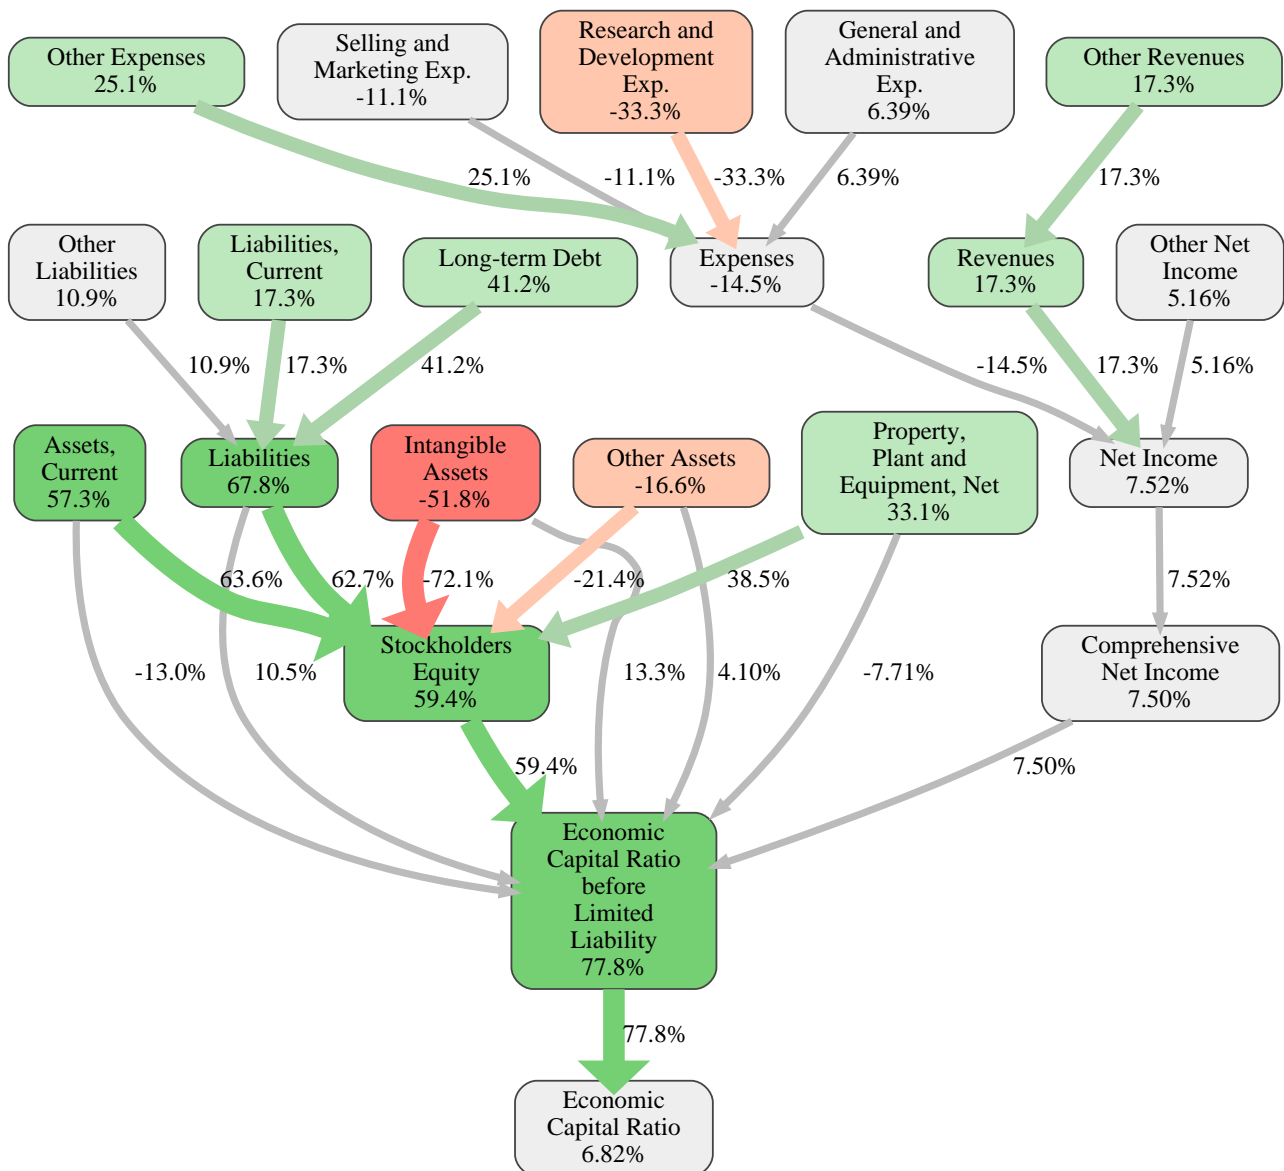 Other Expenses
25.1%
Selling and
Marketing Exp.
-11.1%
Research and
Development
Exp.
-33.3%
General and
Administrative
Exp.
6.39%
Other Revenues
17.3%
25.1%
-11.1%
-33.3%
6.39%
17.3%
Other
Liabilities
10.9%
Liabilities,
Current
17.3%
Long-term Debt
41.2%
Expenses
-14.5%
Revenues
17.3%
Other Net
Income
5.16%
10.9%
17.3%
41.2%
-14.5%
17.3%
5.16%
Assets,
Current
57.3%
Liabilities
67.8%
Intangible
Assets
-51.8%
Other Assets
-16.6%
Property,
Plant and
Equipment, Net
33.1%
Net Income
7.52%
63.6%
62.7%
-72.1%
-21.4%
38.5%
7.52%
Stockholders
Equity
59.4%
Comprehensive
Net Income
7.50%
-13.0%
10.5%
13.3%
4.10%
-7.71%
59.4%
7.50%
Economic
Capital Ratio
before
Limited
Liability
77.8%
77.8%
Economic
Capital Ratio
6.82%